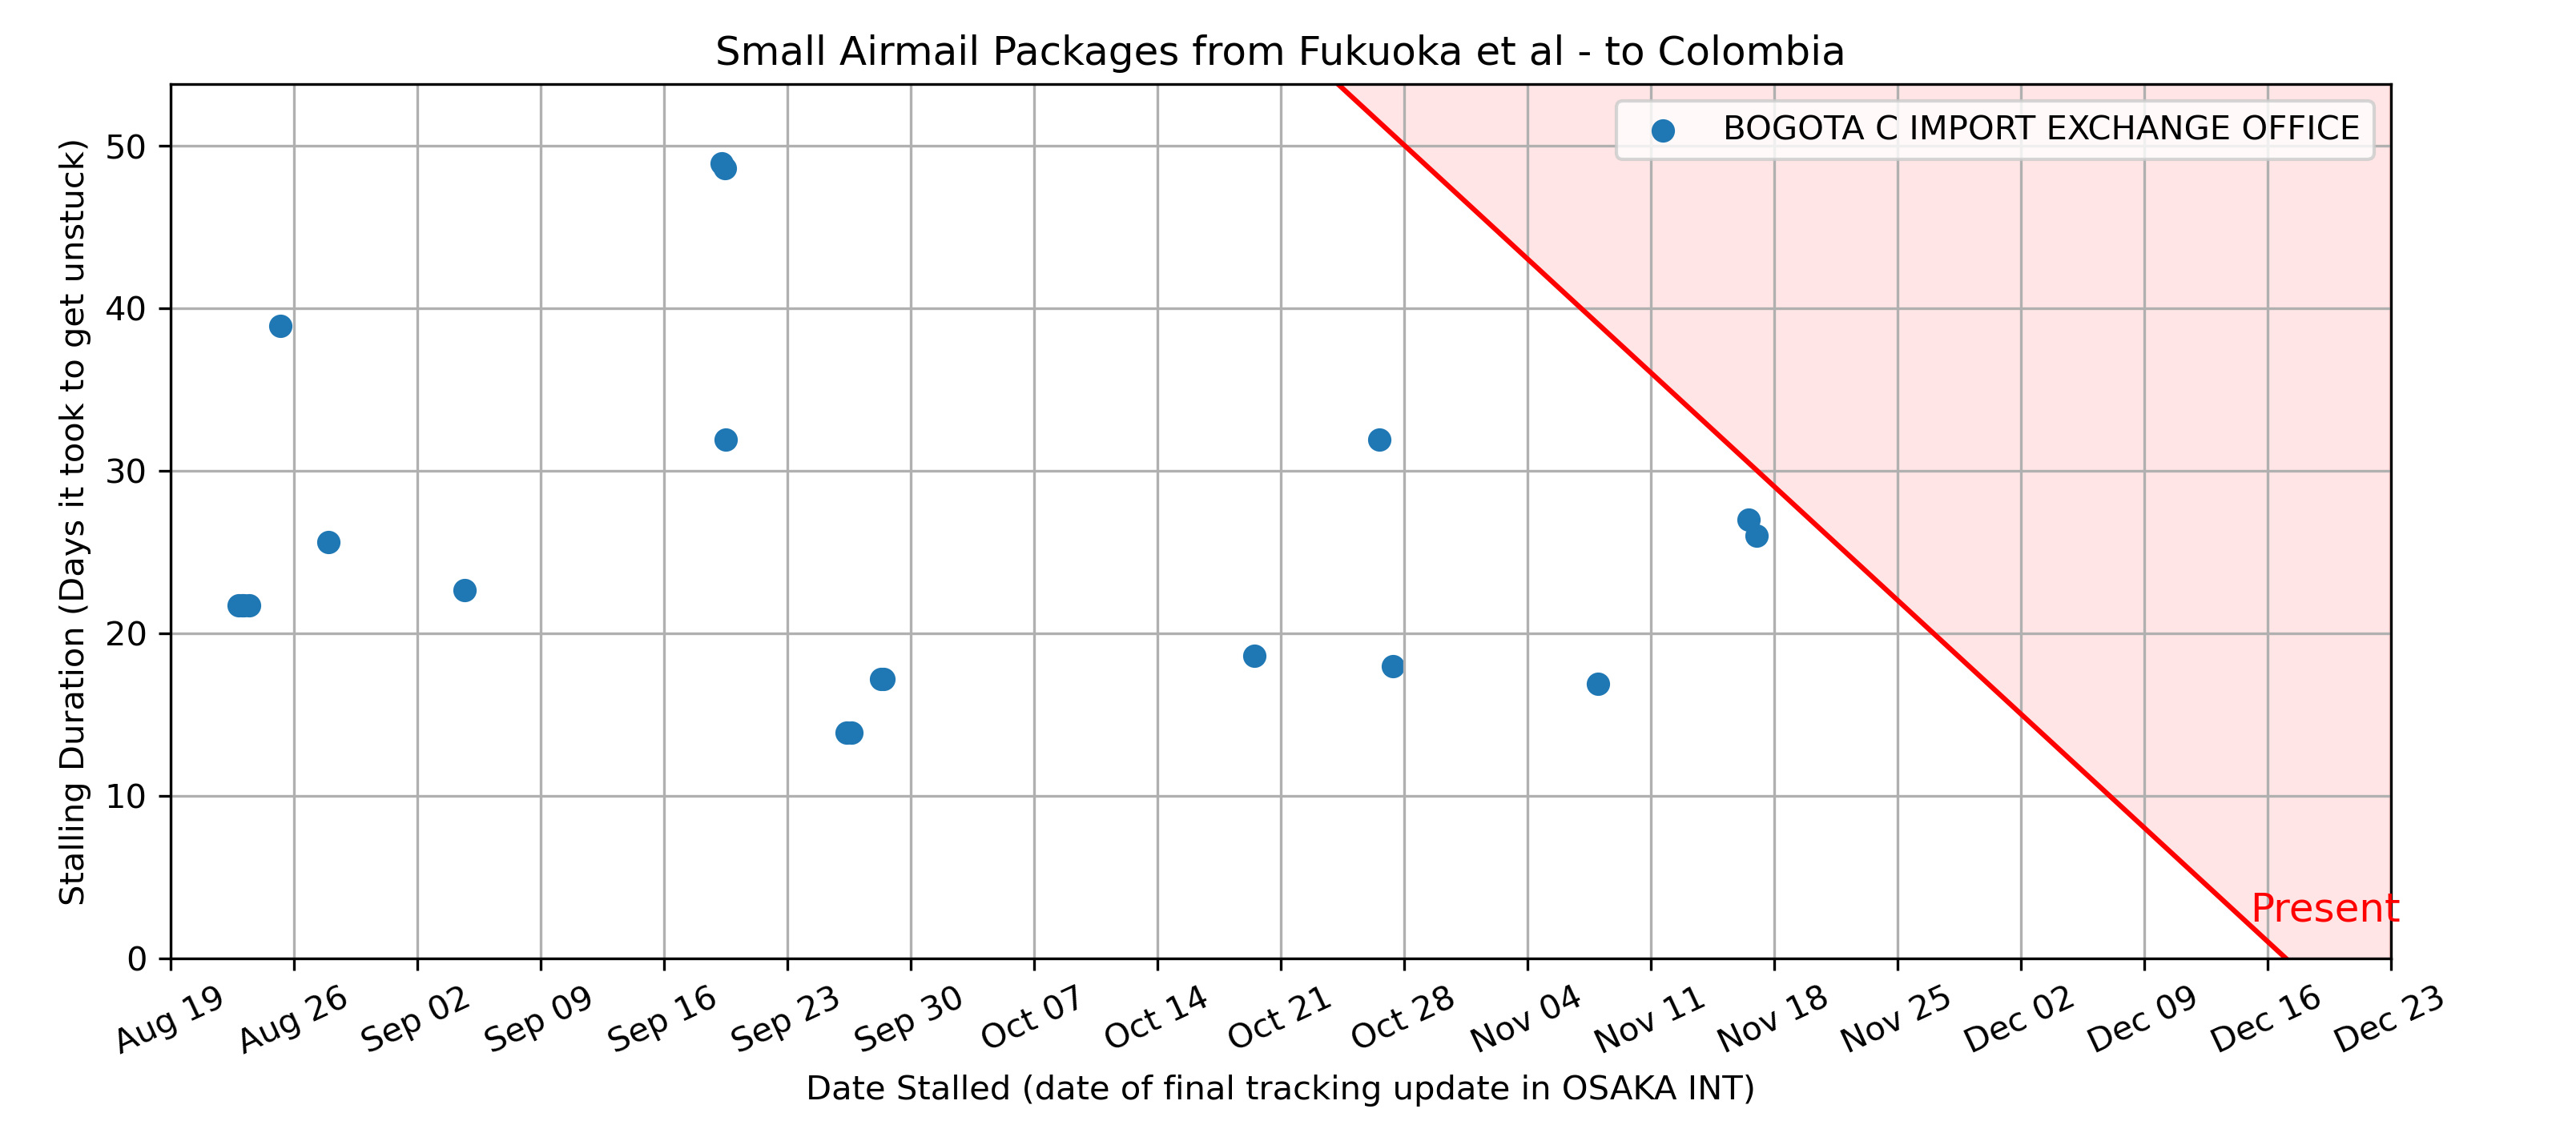 Small Airmail Packages from Fukuoka et al - to Colombia
BOGOTA C IMPORT EXCHANGE OFFICE
Stalling Duration (Days it took to get unstuck)
50
40
30
20
10
0
Present
Aug 19
Aug 26
Sep 02
Sep 09
Sep 16
Sep 23
Sep 30
Oct 07
Oct 14
Oct 21
Oct 28
Nov 04
Nov 11
Nov 18
Nov 25
Dec 02
Dec 09
Dec 16
Dec 23
Date Stalled (date of final tracking update in OSAKA INT)